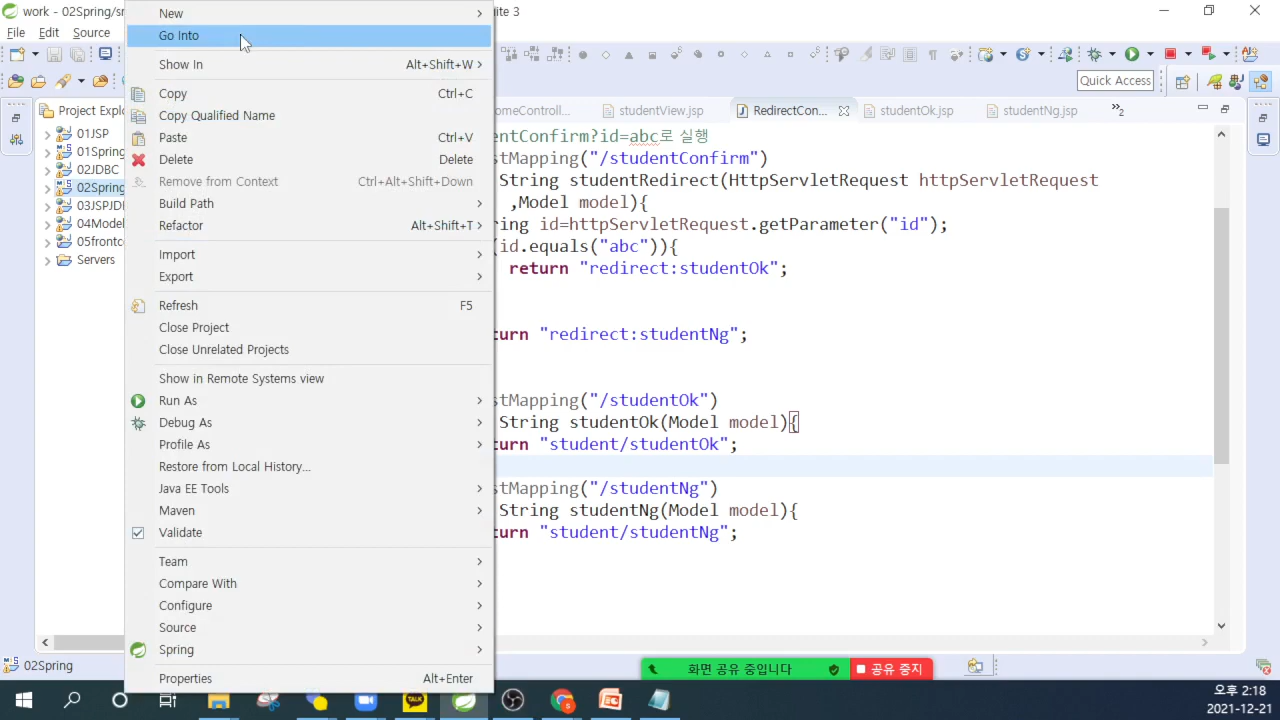 work - 02Spring/sr
uite 3
File Edit Source
Quick Access
Project Explo
omeControll...
studentView.jsp
RedirectCon...
studentOk.jsp
studentNg.jsp
»2
01JSP
01Spring
02JDBC
02Spring
03JSPJDI
04Model
05frontc
Servers
New
Go Into
Show In Alt+Shift+W
Copy Ctrl+C
Copy Qualified Name
Paste Ctrl+V
Delete Delete
Remove from Context Ctrl+Alt+Shift+Down
Build Path
Refactor Alt+Shift+T
Import
Export
Refresh F5
Close Project
Close Unrelated Projects
Show in Remote Systems view
Run As
Debug As
Profile As
Restore from Local History...
Java EE Tools
Maven
Validate
Team
Compare With
Configure
Source
Spring
Properties Alt+Enter
entConfirm?id=abc로 실행
stMapping("/studentConfirm")
String studentRedirect(HttpServletRequest httpServletRequest
,Model model){
ring id=httpServletRequest.getParameter("id");
(id.equals("abc")){
return "redirect:studentOk";
turn "redirect:studentNg";
stMapping("/studentOk")
String studentOk(Model model){
turn "student/studentOk";
stMapping("/studentNg")
String studentNg(Model model){
turn "student/studentNg";
02Spring
화면 공유 중입니다
공유 중지
TALK
오후 2:18
2021-12-21